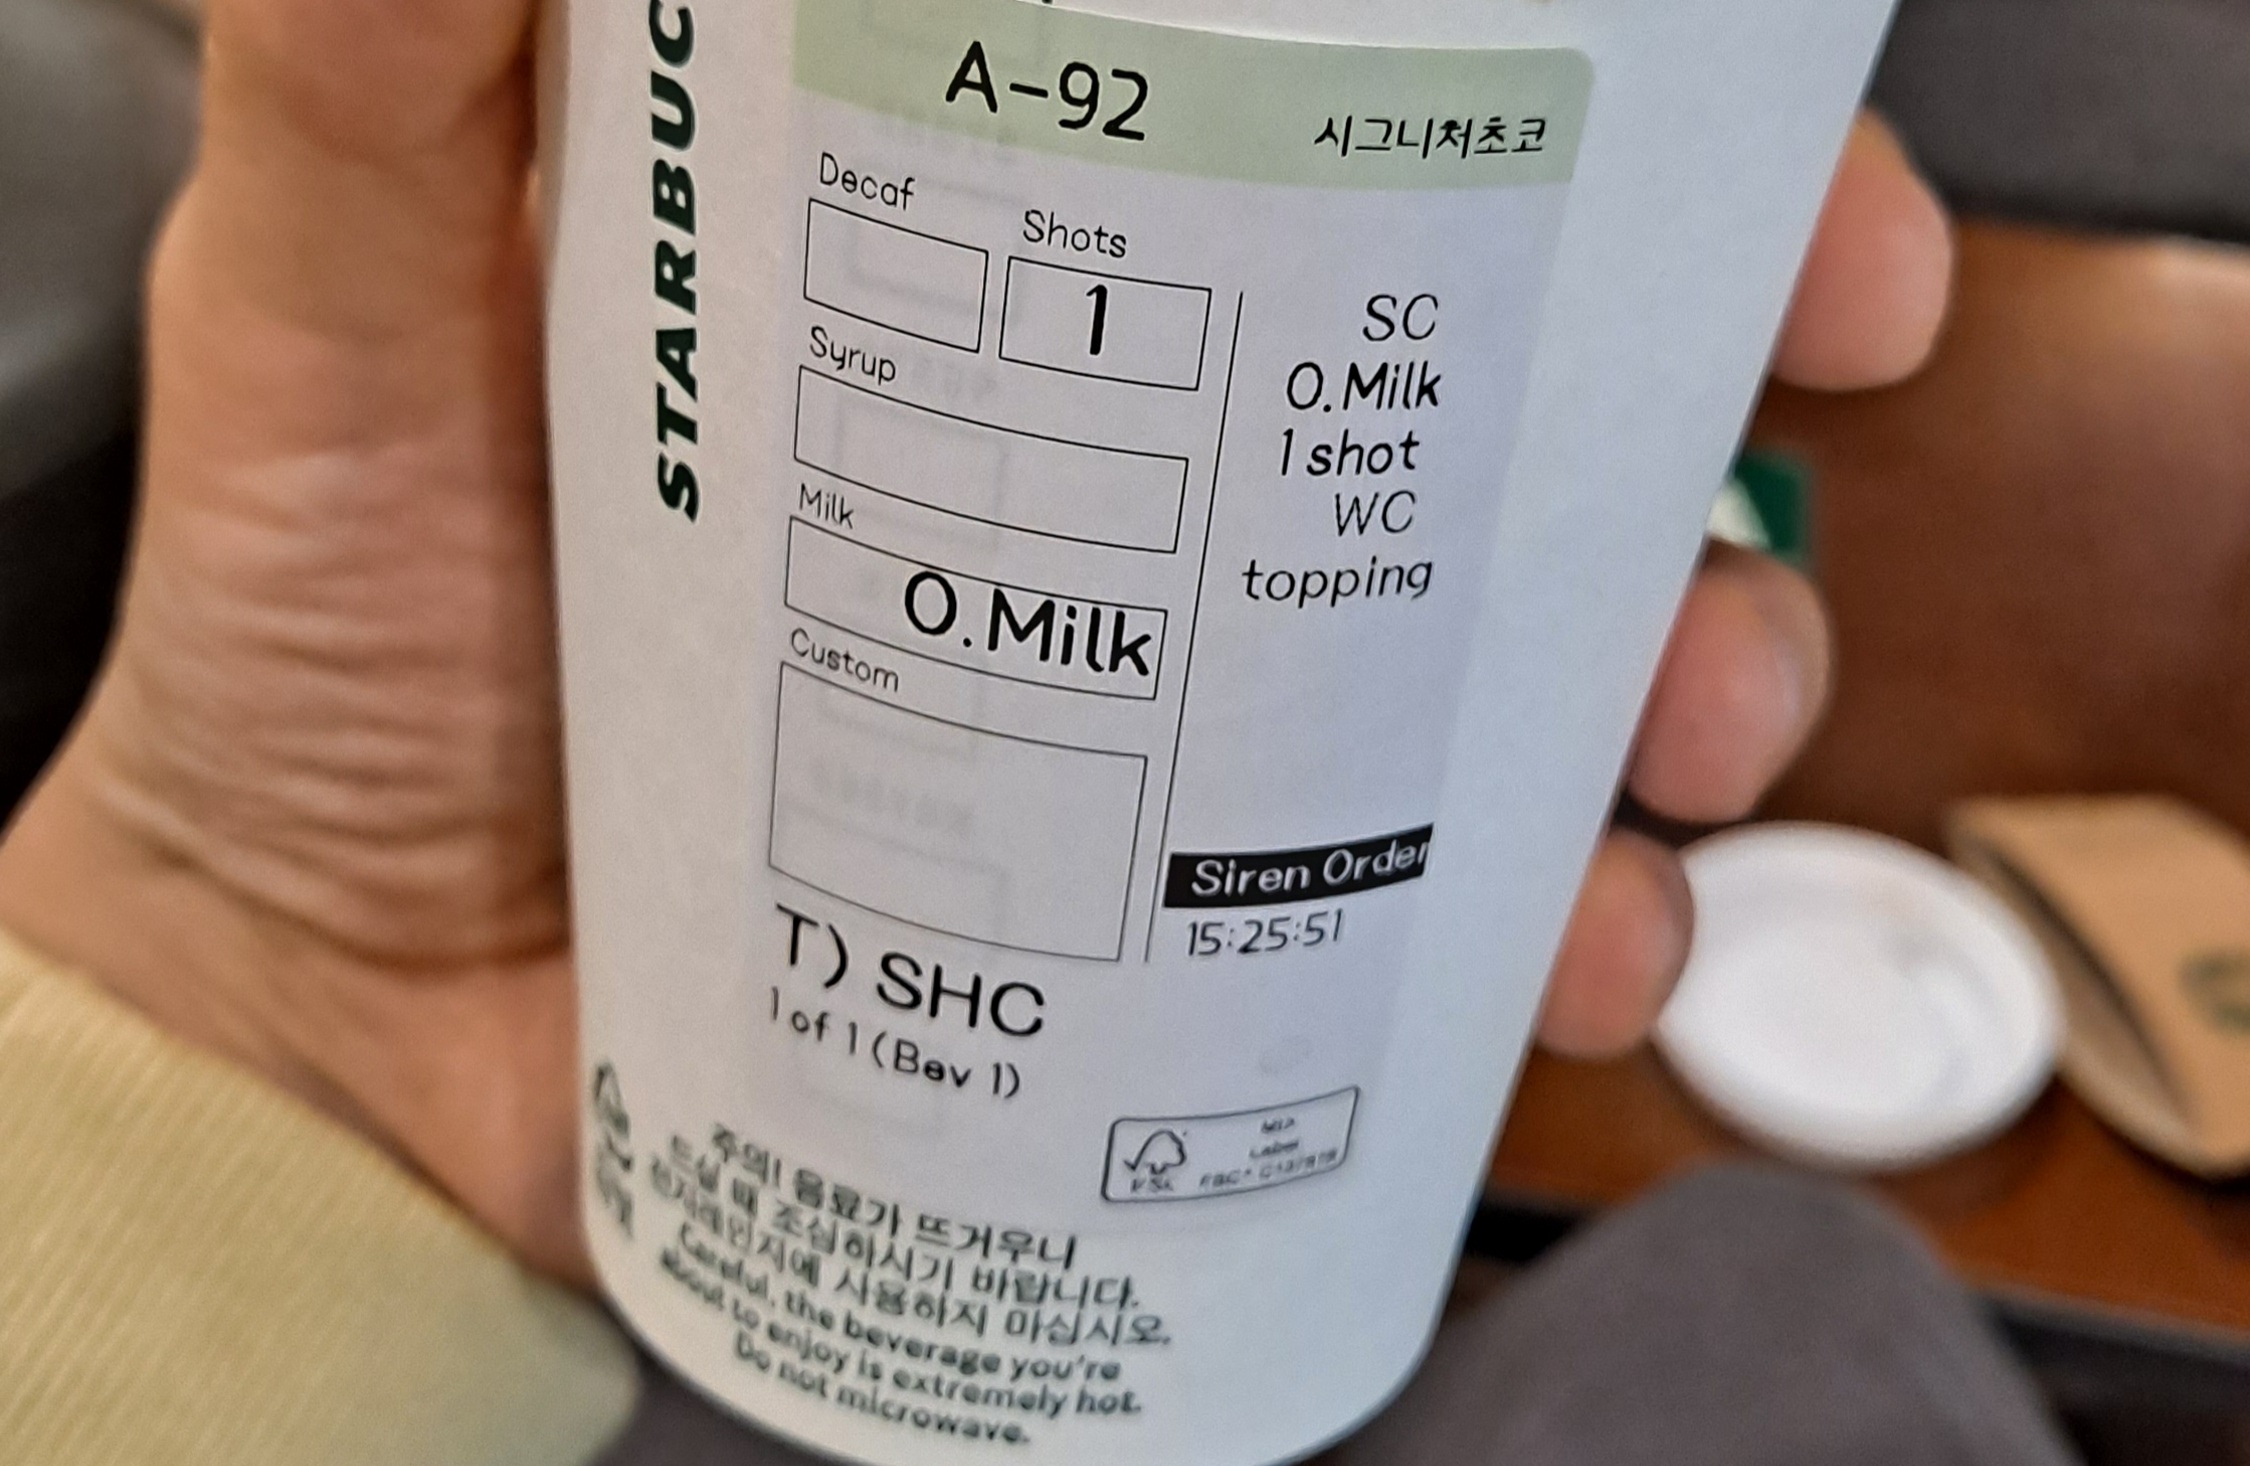 STARBUC
A-92
시그니처초코
Decaf
Shots
1
Syrup
Milk
O.Milk
Custom
SC
O.Milk
1 shot
WC
topping
Siren Order
15:25:51
T) SHC
1 of 1 (Bev 1)
FSC
주의! 음료가 뜨거우니
드실 때 조심하시기 바랍니다.
전자레인지에 사용하지 마십시오.
Careful, the beverage you're
about to enjoy is extremely hot.
Do not microwave.